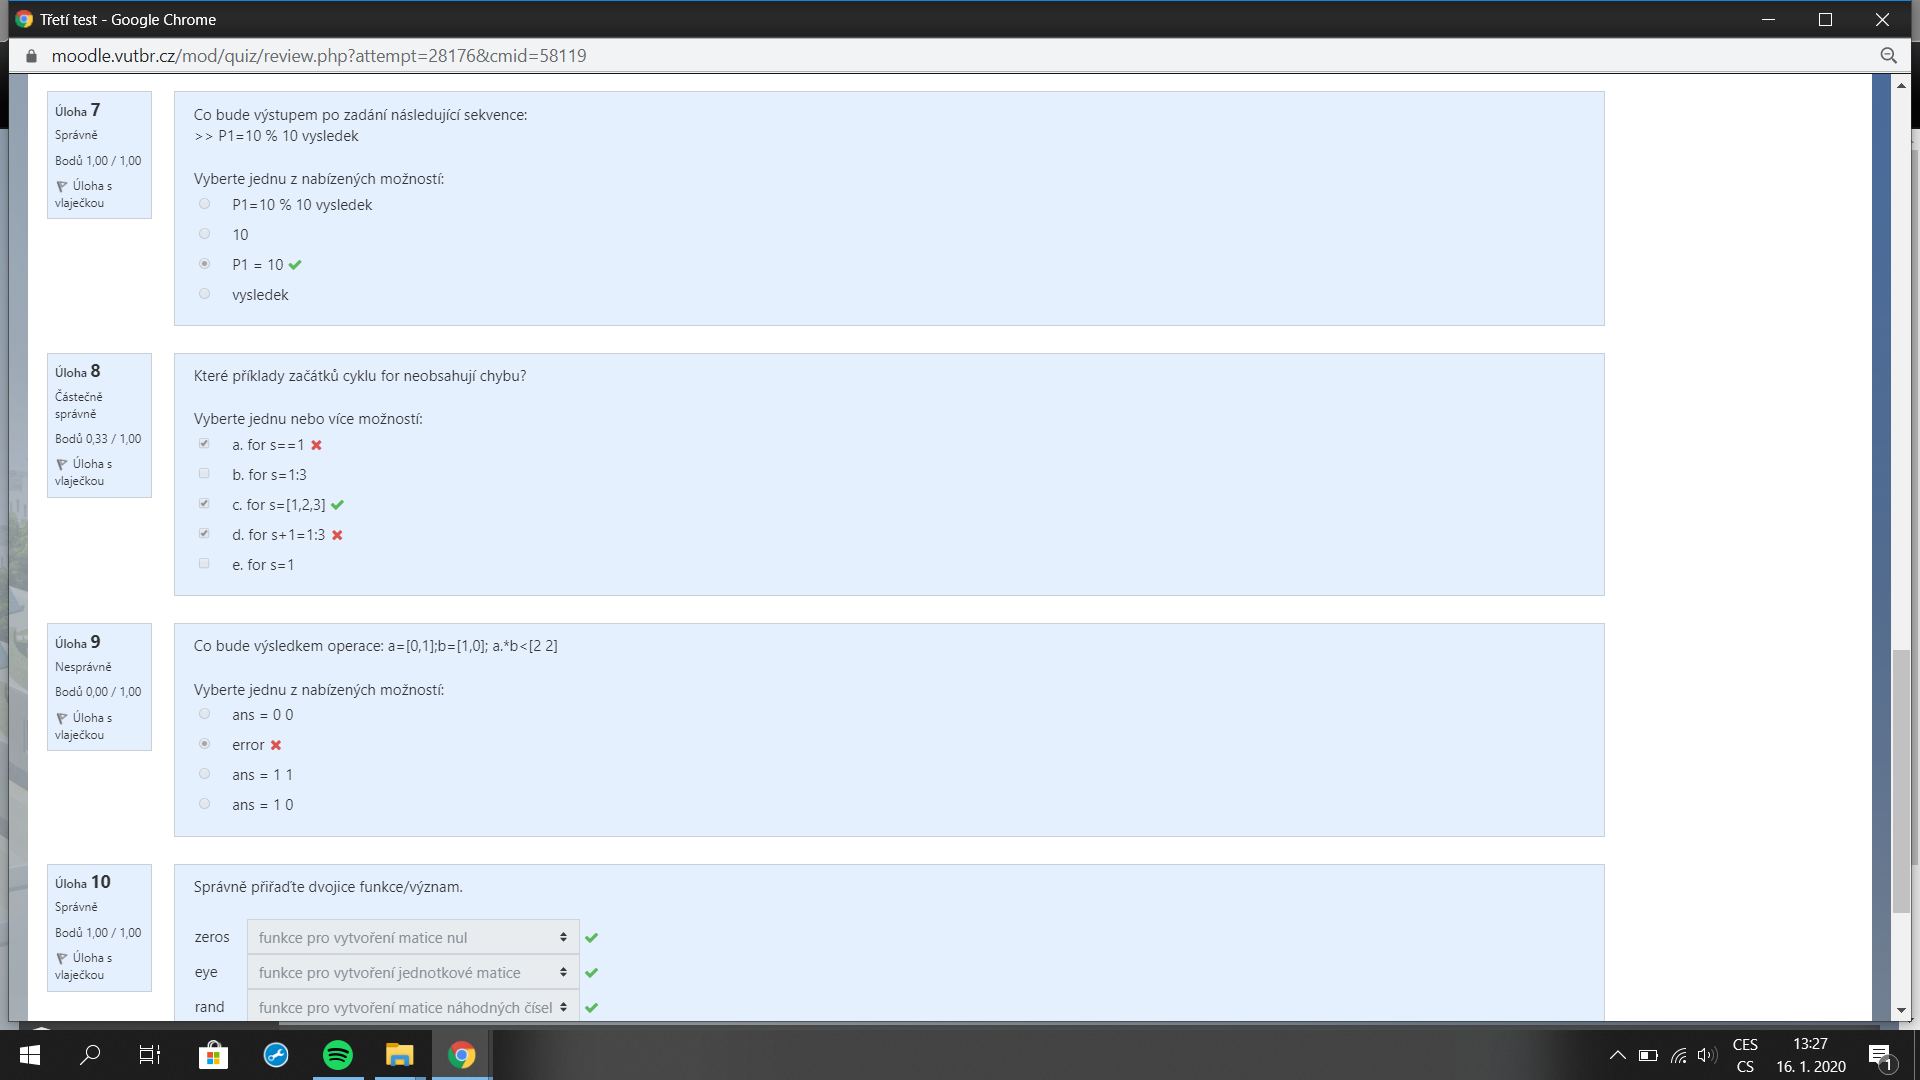 Třetí test - Google Chrome
moodle.vutbr.cz/mod/quiz/review.php?attempt=28176&cmid=58119
Úloha 7
Správně
Bodů 1,00 / 1,00
Úloha s
vlaječkou
Co bude výstupem po zadání následující sekvence:
>> P1=10 % 10 vysledek
Vyberte jednu z nabízených možností:
P1=10 % 10 vysledek
10
P1 = 10
vysledek
Úloha 8
Částečně
správně
Bodů 0,33 / 1,00
Úloha s
vlaječkou
Které příklady začátků cyklu for neobsahují chybu?
Vyberte jednu nebo více možností:
a. for s==1
b. for s=1:3
c. for s=[1,2,3]
d. for s+1=1:3
e. for s=1
Úloha 9
Nesprávně
Bodů 0,00 / 1,00
Úloha s
vlaječkou
Co bude výsledkem operace: a=[0,1];b=[1,0]; a.*b<[2 2]
Vyberte jednu z nabízených možností:
ans = 0 0
error
ans = 1 1
ans = 1 0
Úloha 10
Správně
Bodů 1,00 / 1,00
Úloha s
vlaječkou
Správně přiřaďte dvojice funkce/význam.
zeros funkce pro vytvoření matice nul
eye funkce pro vytvoření jednotkové matice
rand funkce pro vytvoření matice náhodných čísel
CES
CS
13:27
16. 1. 2020
1